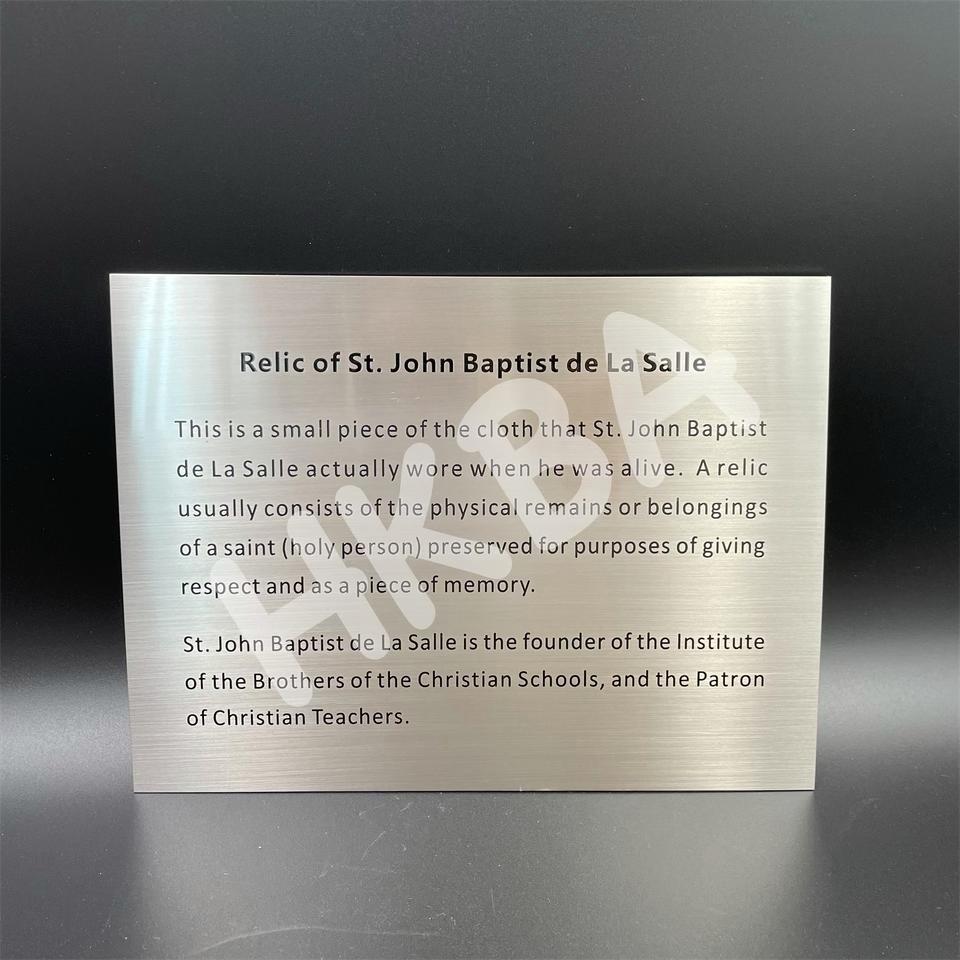 Relic of St. John Baptist de La Salle
This is a small piece of the cloth that St. John Baptist
de La Salle actually wore when he was alive. A relic
usually consists of the physical remains or belongings
of a saint (holy person) preserved for purposes of giving
respect and as a piece of memory.
St. John Baptist de La Salle is the founder of the Institute
of the Brothers of the Christian Schools, and the Patron
of Christian Teachers.
HKBA